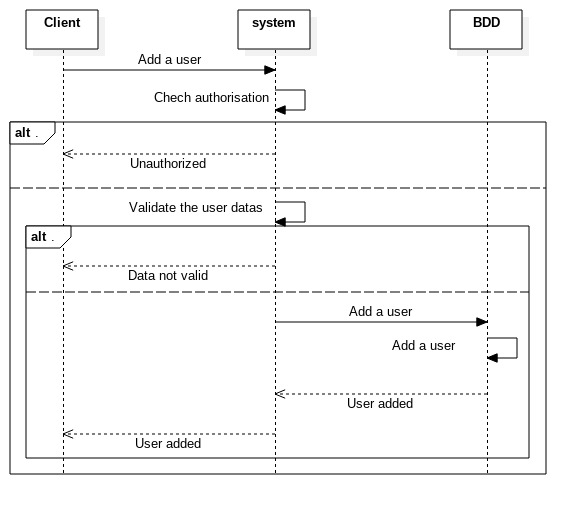 Client
system
BDD
Add a user
Chech authorisation
alt .
Unauthorized
Validate the user datas
alt .
Data not valid
Add a user
Add a user
User added
User added